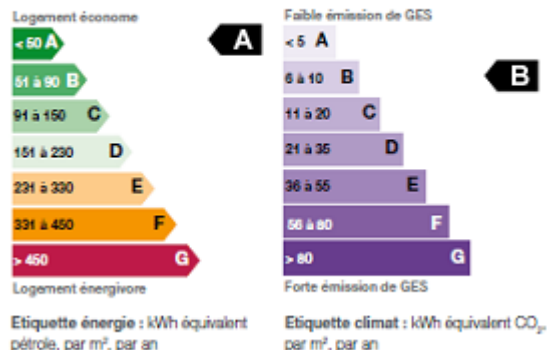 Logement économe
< 50 A
A
51 à 90 B
91 à 150 C
151 à 230 D
231 à 330 E
331 à 450 F
> 450 G
Logement énergivore
Etiquette énergie : kWh équivalent
pétrole, par m², par an
Faible émission de GES
< 5 A
6 à 10 B
B
11 à 20 C
21 à 35 D
36 à 55 E
56 à 80 F
> 80 G
Forte émission de GES
Etiquette climat : kWh équivalent CO₂,
par m², par an